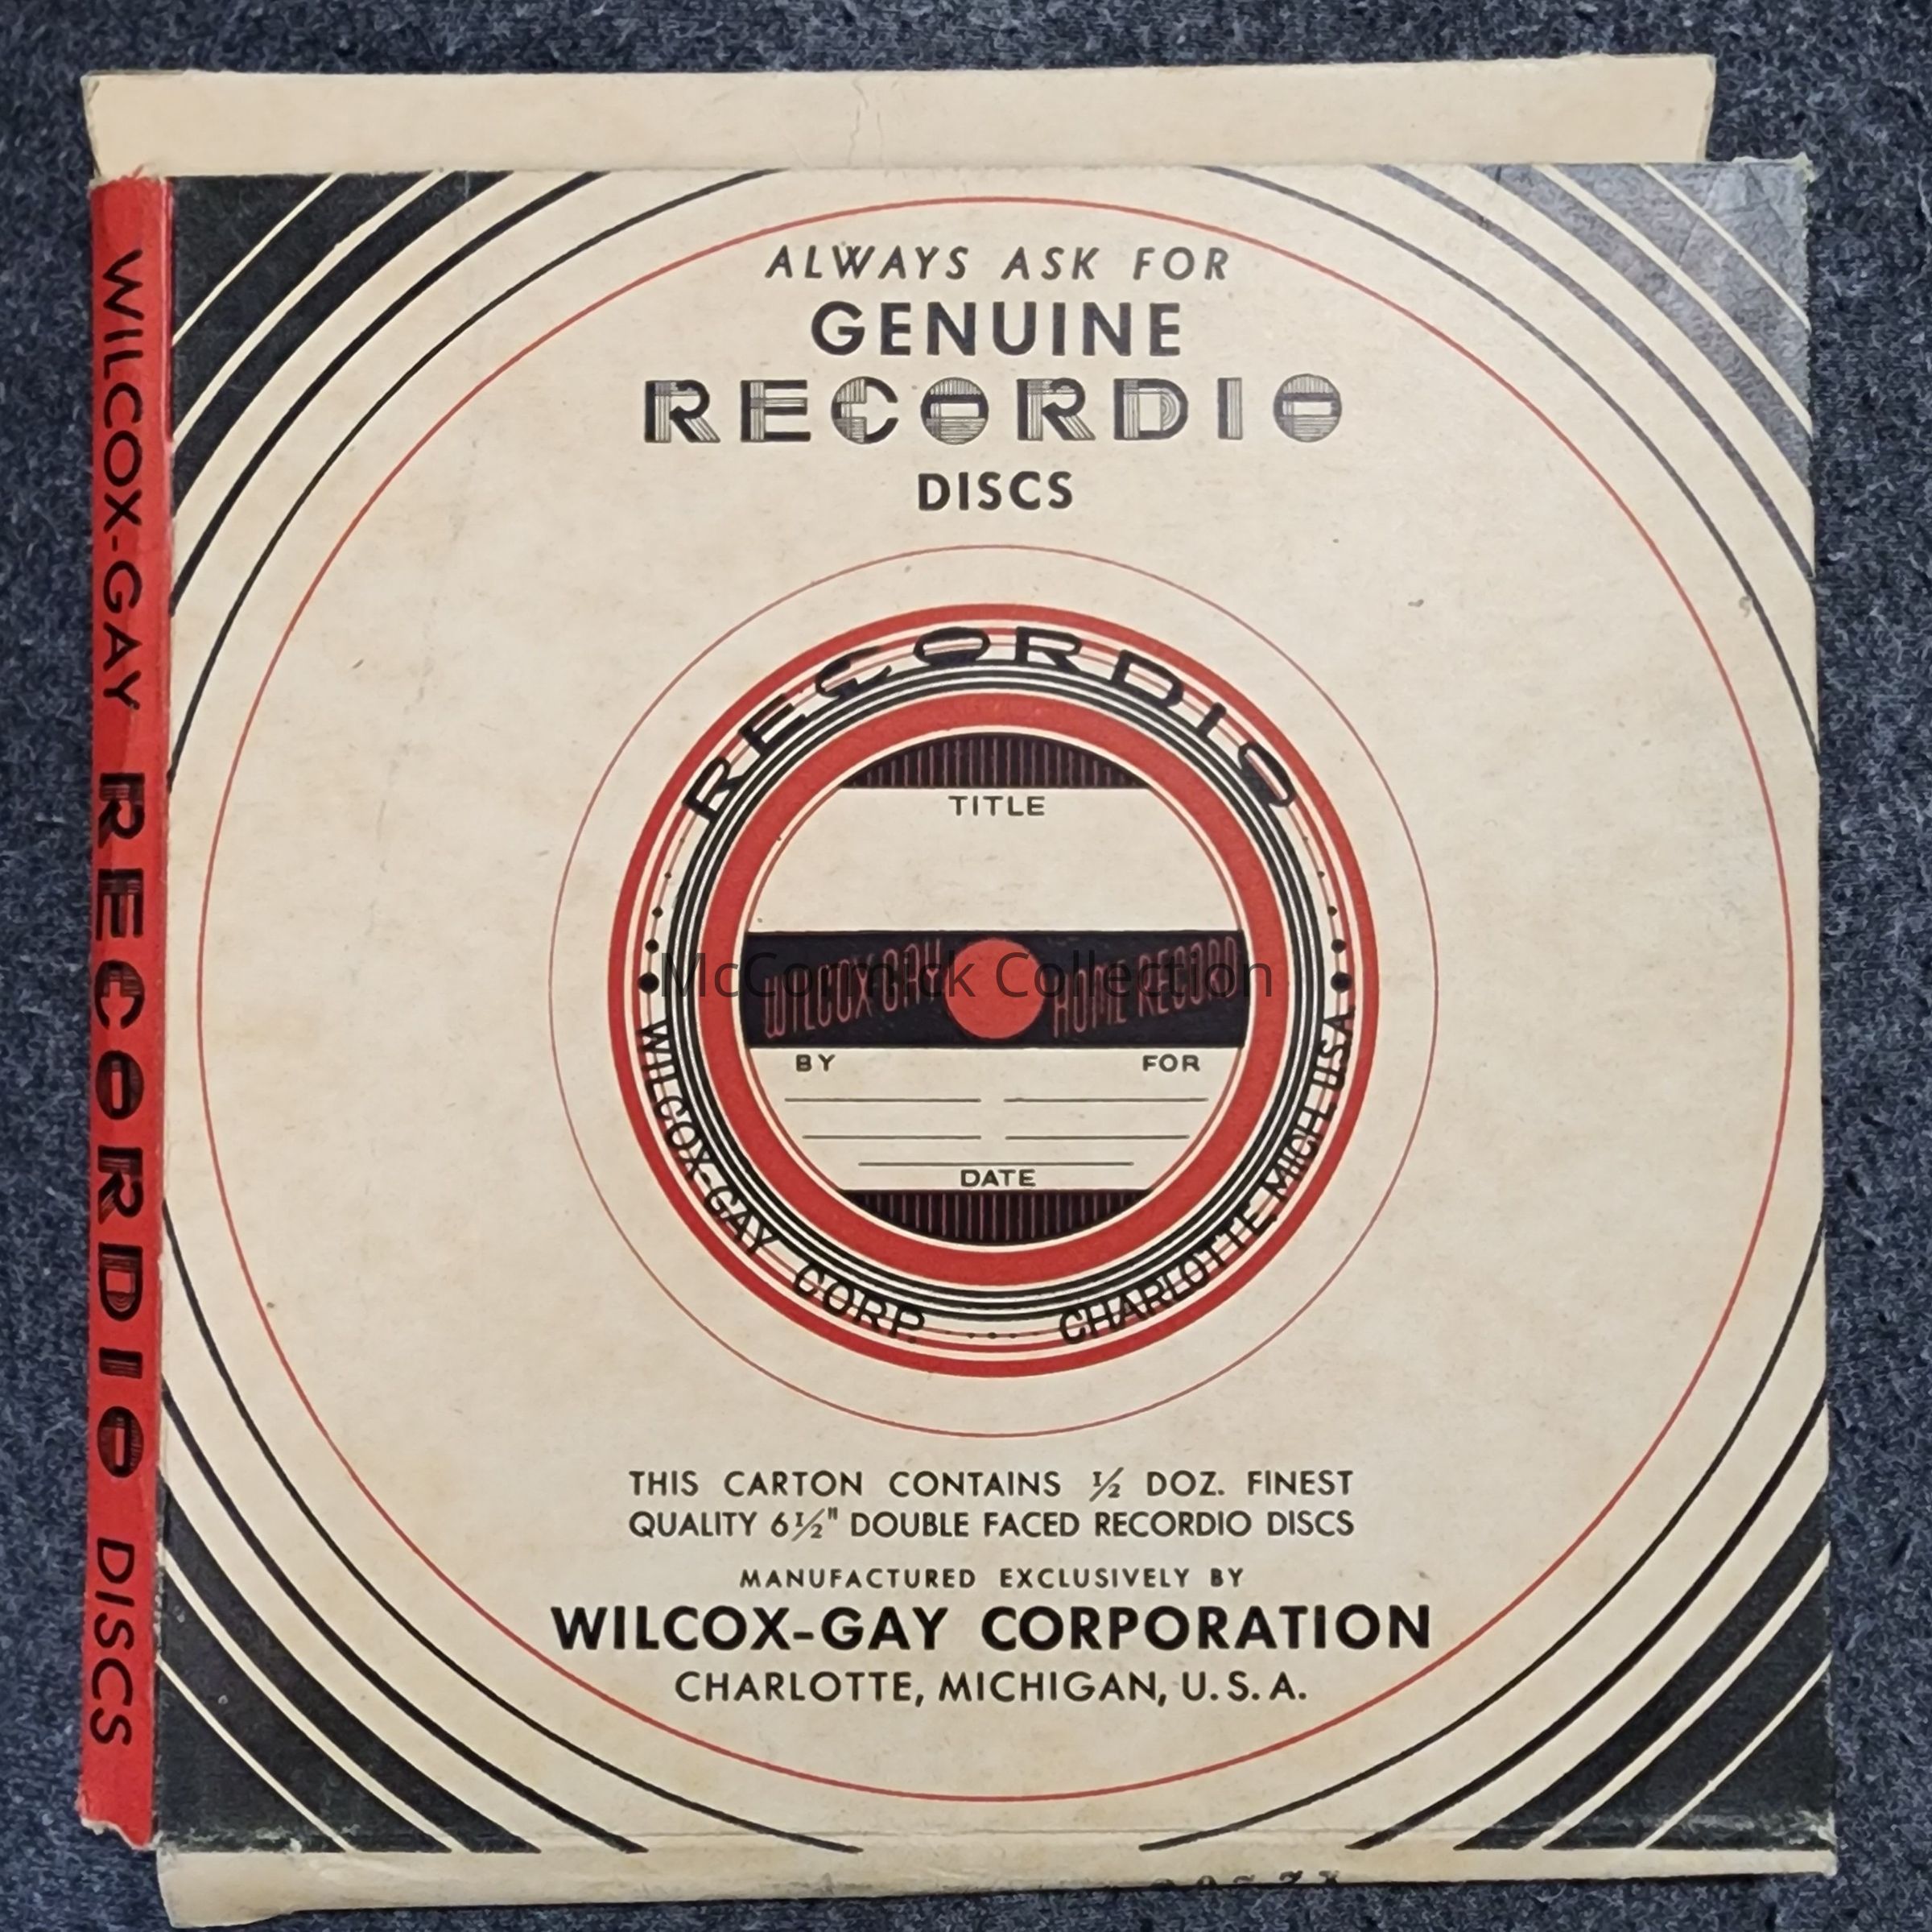 ALWAYS ASK FOR
GENUINE
RECORDIO
DISCS
WILCOX-GAY RECORDIO DISCS
RECORDIO
TITLE
WILCOX-GAY HOME RECORD
McCormick Collection
BY FOR
DATE
WILCOX-GAY CORP. CHARLOTTE, MICH. U.S.A.
THIS CARTON CONTAINS 1/2 DOZ. FINEST
QUALITY 6 1/2" DOUBLE FACED RECORDIO DISCS
MANUFACTURED EXCLUSIVELY BY
WILCOX-GAY CORPORATION
CHARLOTTE, MICHIGAN, U.S.A.